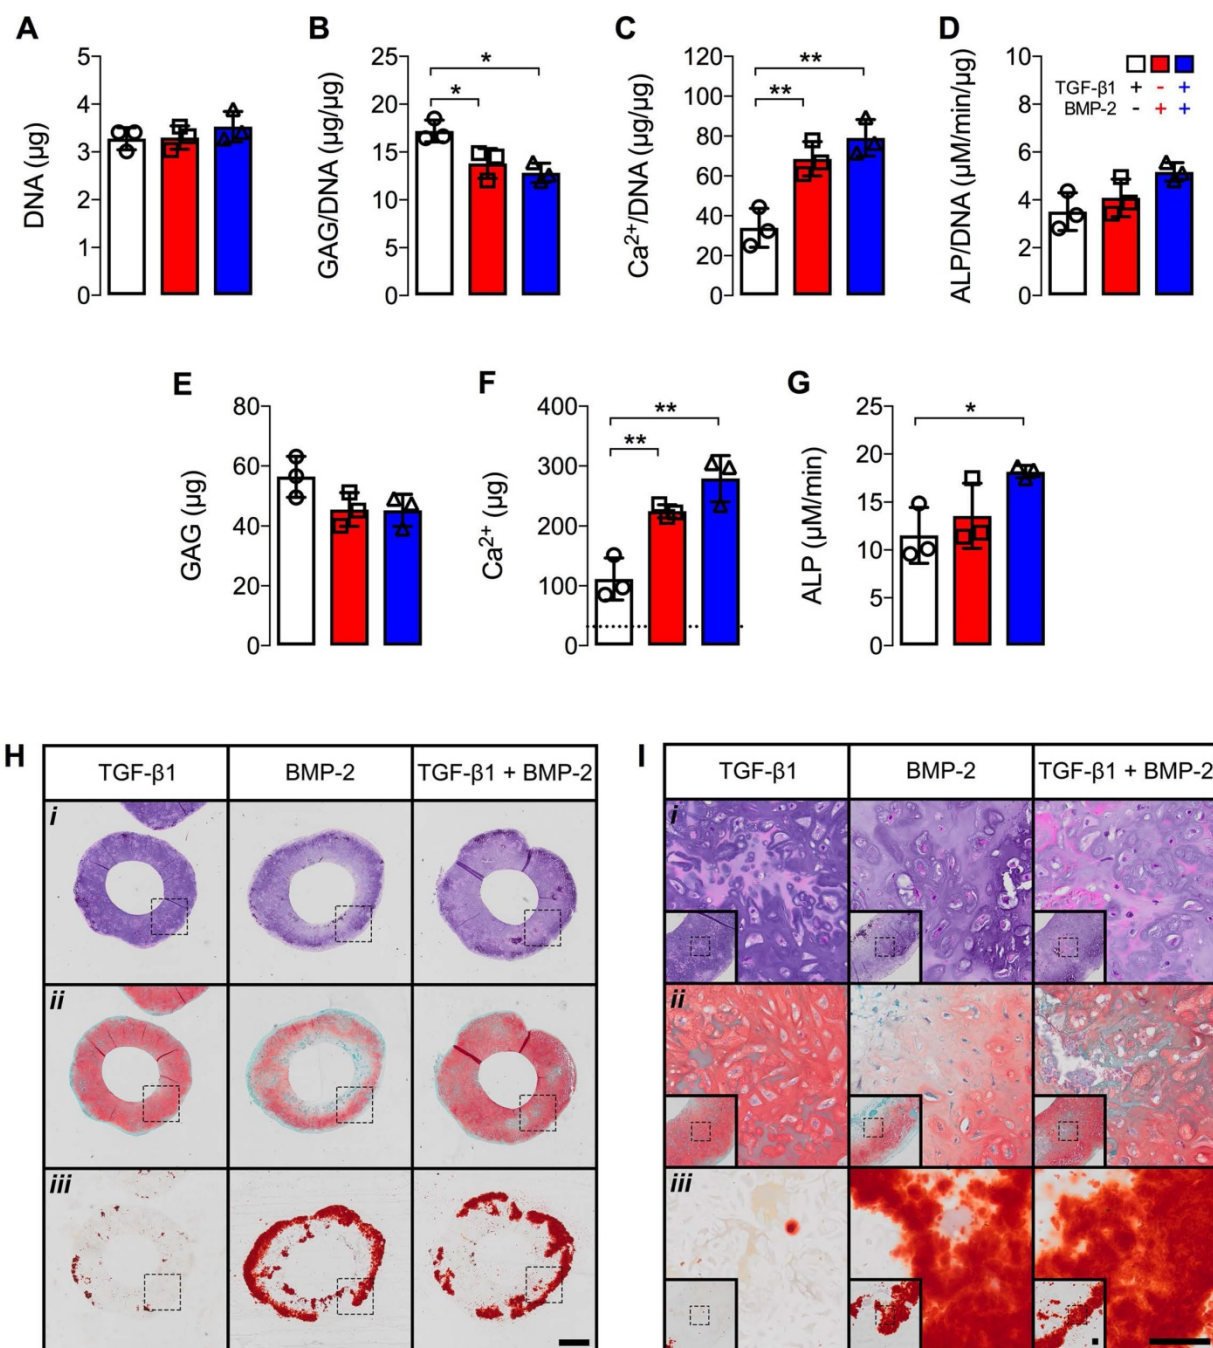 A
B
C
D
DNA (µg)
5
4
3
2
1
0
GAG/DNA (µg/µg)
25
20
15
10
5
0
*
*
Ca2+/DNA (µg/µg)
120
100
80
60
40
20
0
**
**
ALP/DNA (µM/min/µg)
10
8
6
4
2
0
TGF-β1 + - +
BMP-2 - + +
E
F
G
GAG (µg)
80
60
40
20
0
Ca2+ (µg)
400
300
200
100
0
**
**
ALP (µM/min)
25
20
15
10
5
0
*
H
TGF-β1 BMP-2 TGF-β1 + BMP-2
i
ii
iii
I
TGF-β1 BMP-2 TGF-β1 + BMP-2
i
ii
iii